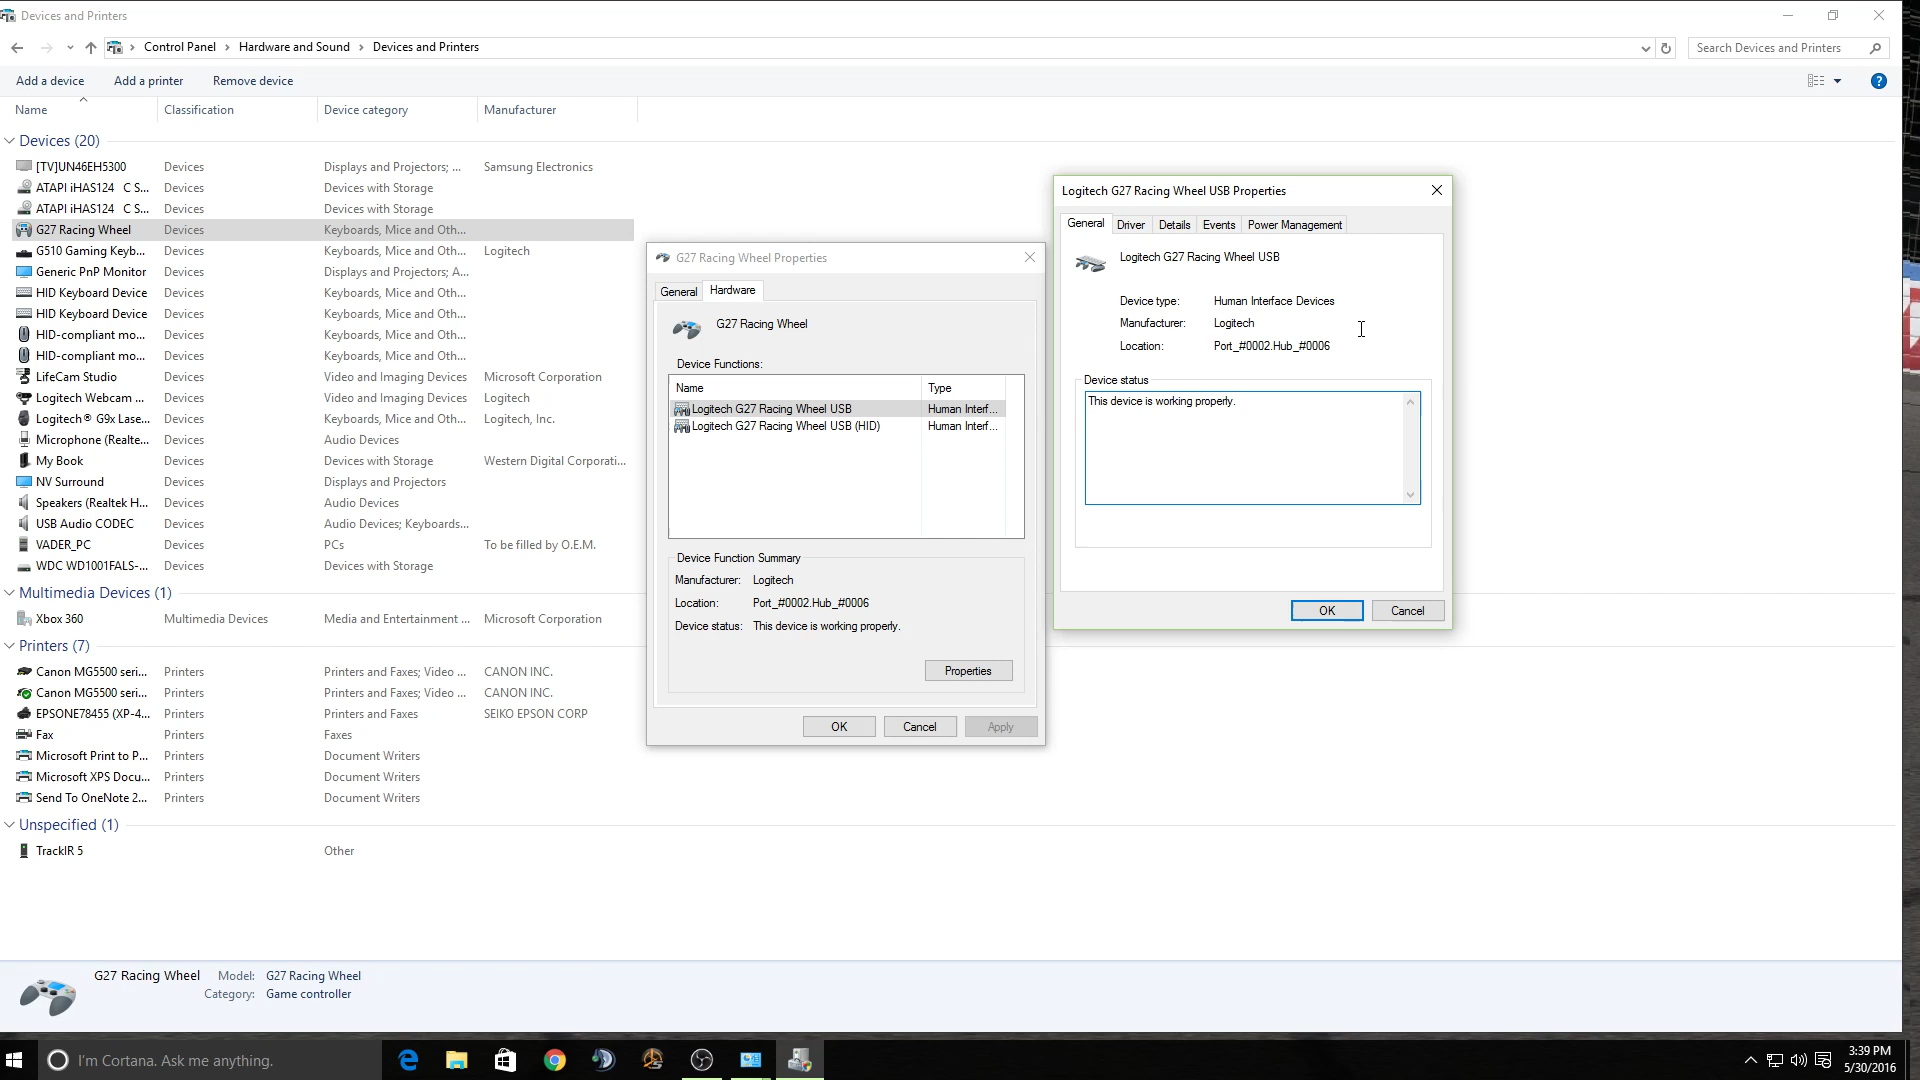 Devices and Printers
Control Panel > Hardware and Sound > Devices and Printers
Search Devices and Printers
Add a device Add a printer Remove device
Name Classification Device category Manufacturer
Devices (20)
[TV]UN46EH5300 Devices Displays and Projectors; ... Samsung Electronics
ATAPI iHAS124 C S... Devices Devices with Storage
ATAPI iHAS124 C S... Devices Devices with Storage
G27 Racing Wheel Devices Keyboards, Mice and Oth...
G510 Gaming Keyb... Devices Keyboards, Mice and Oth... Logitech
Generic PnP Monitor Devices Displays and Projectors; A...
HID Keyboard Device Devices Keyboards, Mice and Oth...
HID Keyboard Device Devices Keyboards, Mice and Oth...
HID-compliant mo... Devices Keyboards, Mice and Oth...
HID-compliant mo... Devices Keyboards, Mice and Oth...
LifeCam Studio Devices Video and Imaging Devices Microsoft Corporation
Logitech Webcam ... Devices Video and Imaging Devices Logitech
Logitech® G9x Lase... Devices Keyboards, Mice and Oth... Logitech, Inc.
Microphone (Realte... Devices Audio Devices
My Book Devices Devices with Storage Western Digital Corporati...
NV Surround Devices Displays and Projectors
Speakers (Realtek H... Devices Audio Devices
USB Audio CODEC Devices Audio Devices; Keyboards...
VADER_PC Devices PCs To be filled by O.E.M.
WDC WD1001FALS-... Devices Devices with Storage
Multimedia Devices (1)
Xbox 360 Multimedia Devices Media and Entertainment ... Microsoft Corporation
Printers (7)
Canon MG5500 seri... Printers Printers and Faxes; Video ... CANON INC.
Canon MG5500 seri... Printers Printers and Faxes; Video ... CANON INC.
EPSONE78455 (XP-4... Printers Printers and Faxes SEIKO EPSON CORP
Fax Printers Faxes
Microsoft Print to P... Printers Document Writers
Microsoft XPS Docu... Printers Document Writers
Send To OneNote 2... Printers Document Writers
Unspecified (1)
TrackIR 5 Other
G27 Racing Wheel Properties
General Hardware
G27 Racing Wheel
Device Functions:
Name Type
Logitech G27 Racing Wheel USB Human Interf...
Logitech G27 Racing Wheel USB (HID) Human Interf...
Device Function Summary
Manufacturer: Logitech
Location: Port_#0002.Hub_#0006
Device status: This device is working properly.
Properties
OK Cancel Apply
Logitech G27 Racing Wheel USB Properties
General Driver Details Events Power Management
Logitech G27 Racing Wheel USB
Device type: Human Interface Devices
Manufacturer: Logitech
Location: Port_#0002.Hub_#0006
Device status
This device is working properly.
OK Cancel
G27 Racing Wheel Model: G27 Racing Wheel
Category: Game controller
I'm Cortana. Ask me anything.
3:39 PM
5/30/2016